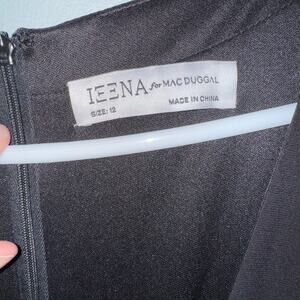 IEENA for MAC DUGGAL
SIZE: 12 MADE IN CHINA